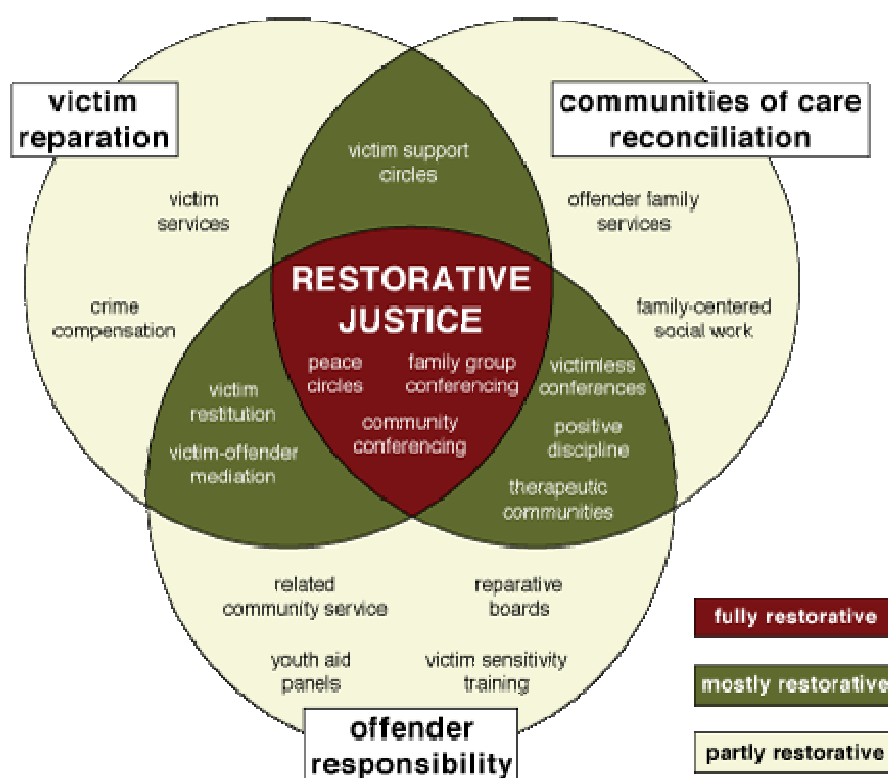 victim
reparation
communities of care
reconciliation
victim support
circles
victim
services
offender family
services
crime
compensation
family-centered
social work
RESTORATIVE
JUSTICE
peace
circles
family group
conferencing
community
conferencing
victim
restitution
victim-offender
mediation
victimless
conferences
positive
discipline
therapeutic
communities
related
community service
reparative
boards
youth aid
panels
victim sensitivity
training
offender
responsibility
fully restorative
mostly restorative
partly restorative